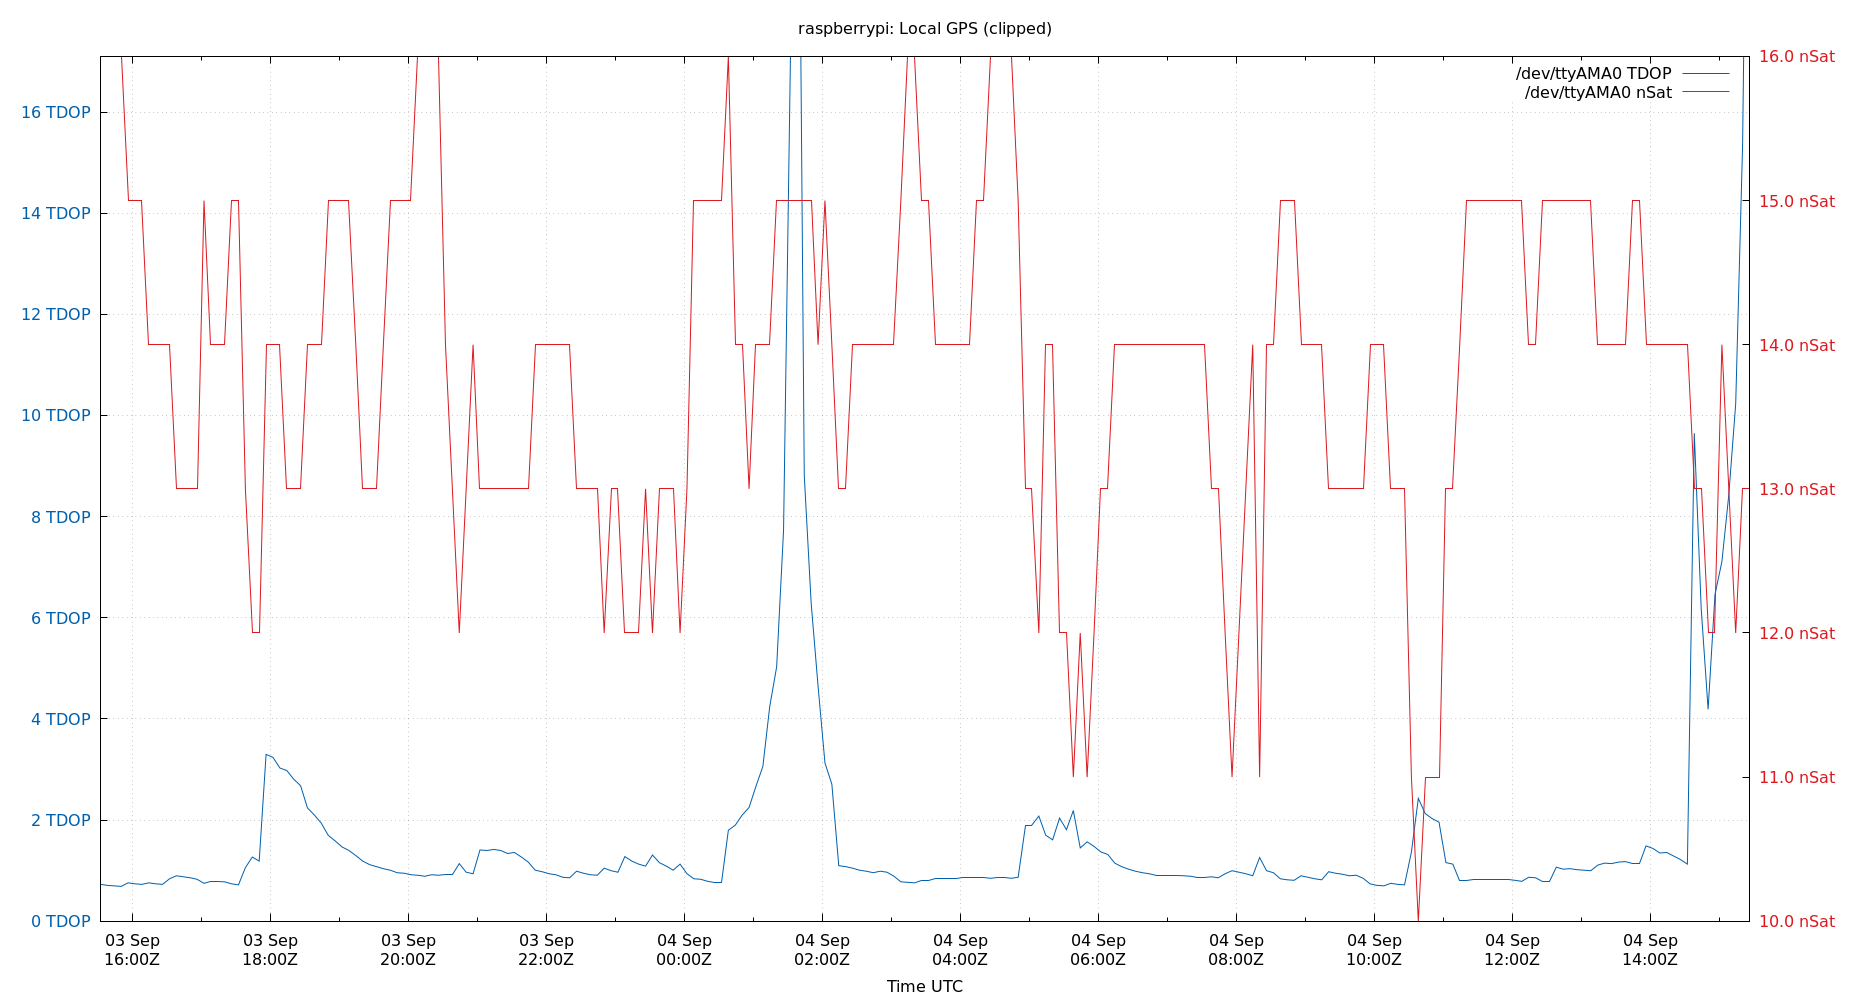 raspberrypi: Local GPS (clipped)
/dev/ttyAMA0 TDOP
/dev/ttyAMA0 nSat
16 TDOP
14 TDOP
12 TDOP
10 TDOP
8 TDOP
6 TDOP
4 TDOP
2 TDOP
0 TDOP
16.0 nSat
15.0 nSat
14.0 nSat
13.0 nSat
12.0 nSat
11.0 nSat
10.0 nSat
03 Sep
16:00Z
03 Sep
18:00Z
03 Sep
20:00Z
03 Sep
22:00Z
04 Sep
00:00Z
04 Sep
02:00Z
04 Sep
04:00Z
04 Sep
06:00Z
04 Sep
08:00Z
04 Sep
10:00Z
04 Sep
12:00Z
04 Sep
14:00Z
Time UTC